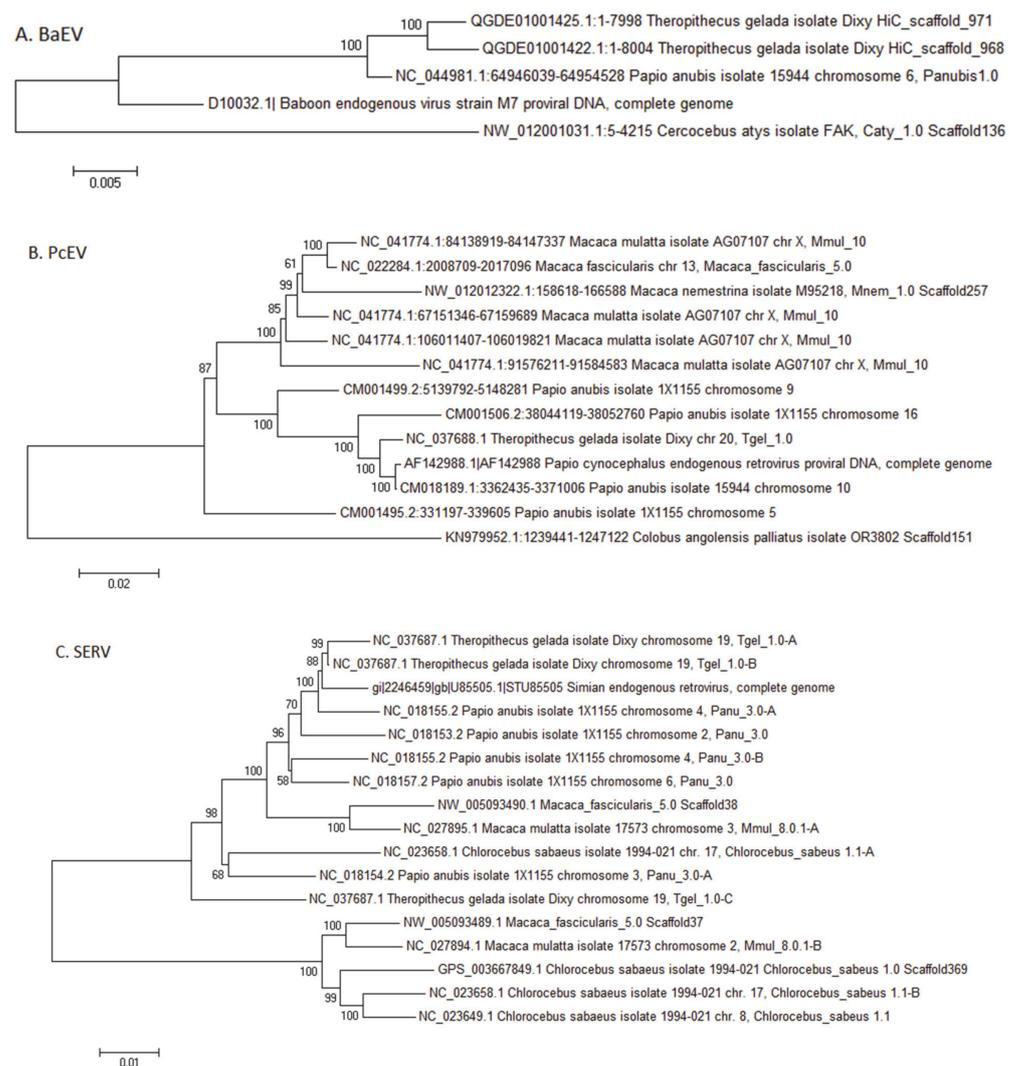 A. BaEV
100
QGDE01001425.1:1-7998 Theropithecus gelada isolate Dixy HiC_scaffold_971
100
QGDE01001422.1:1-8004 Theropithecus gelada isolate Dixy HiC_scaffold_968
NC_044981.1:64946039-64954528 Papio anubis isolate 15944 chromosome 6, Panubis1.0
D10032.1| Baboon endogenous virus strain M7 proviral DNA, complete genome
NW_012001031.1:5-4215 Cercocebus atys isolate FAK, Caty_1.0 Scaffold136
0.005
B. PcEV
100
NC_041774.1:84138919-84147337 Macaca mulatta isolate AG07107 chr X, Mmul_10
61
NC_022284.1:2008709-2017096 Macaca fascicularis chr 13, Macaca_fascicularis_5.0
99
NW_012012322.1:158618-166588 Macaca nemestrina isolate M95218, Mnem_1.0 Scaffold257
85
NC_041774.1:67151346-67159689 Macaca mulatta isolate AG07107 chr X, Mmul_10
100
NC_041774.1:106011407-106019821 Macaca mulatta isolate AG07107 chr X, Mmul_10
87
NC_041774.1:91576211-91584583 Macaca mulatta isolate AG07107 chr X, Mmul_10
CM001499.2:5139792-5148281 Papio anubis isolate 1X1155 chromosome 9
100
CM001506.2:38044119-38052760 Papio anubis isolate 1X1155 chromosome 16
100
NC_037688.1 Theropithecus gelada isolate Dixy chr 20, Tgel_1.0
100
AF142988.1|AF142988 Papio cynocephalus endogenous retrovirus proviral DNA, complete genome
100
CM018189.1:3362435-3371006 Papio anubis isolate 15944 chromosome 10
CM001495.2:331197-339605 Papio anubis isolate 1X1155 chromosome 5
KN979952.1:1239441-1247122 Colobus angolensis palliatus isolate OR3802 Scaffold151
0.02
C. SERV
99
NC_037687.1 Theropithecus gelada isolate Dixy chromosome 19, Tgel_1.0-A
88
NC_037687.1 Theropithecus gelada isolate Dixy chromosome 19, Tgel_1.0-B
100
gi|2246459|gb|U85505.1|STU85505 Simian endogenous retrovirus, complete genome
70
NC_018155.2 Papio anubis isolate 1X1155 chromosome 4, Panu_3.0-A
96
NC_018153.2 Papio anubis isolate 1X1155 chromosome 2, Panu_3.0
100
NC_018155.2 Papio anubis isolate 1X1155 chromosome 4, Panu_3.0-B
58
NC_018157.2 Papio anubis isolate 1X1155 chromosome 6, Panu_3.0
98
NW_005093490.1 Macaca_fascicularis_5.0 Scaffold38
100
NC_027895.1 Macaca mulatta isolate 17573 chromosome 3, Mmul_8.0.1-A
NC_023658.1 Chlorocebus sabaeus isolate 1994-021 chr. 17, Chlorocebus_sabeus 1.1-A
68
NC_018154.2 Papio anubis isolate 1X1155 chromosome 3, Panu_3.0-A
NC_037687.1 Theropithecus gelada isolate Dixy chromosome 19, Tgel_1.0-C
100
NW_005093489.1 Macaca_fascicularis_5.0 Scaffold37
NC_027894.1 Macaca mulatta isolate 17573 chromosome 2, Mmul_8.0.1-B
100
GPS_003667849.1 Chlorocebus sabaeus isolate 1994-021 Chlorocebus_sabeus 1.0 Scaffold369
99
NC_023658.1 Chlorocebus sabaeus isolate 1994-021 chr. 17, Chlorocebus_sabeus 1.1-B
100
NC_023649.1 Chlorocebus sabaeus isolate 1994-021 chr. 8, Chlorocebus_sabeus 1.1
0.01